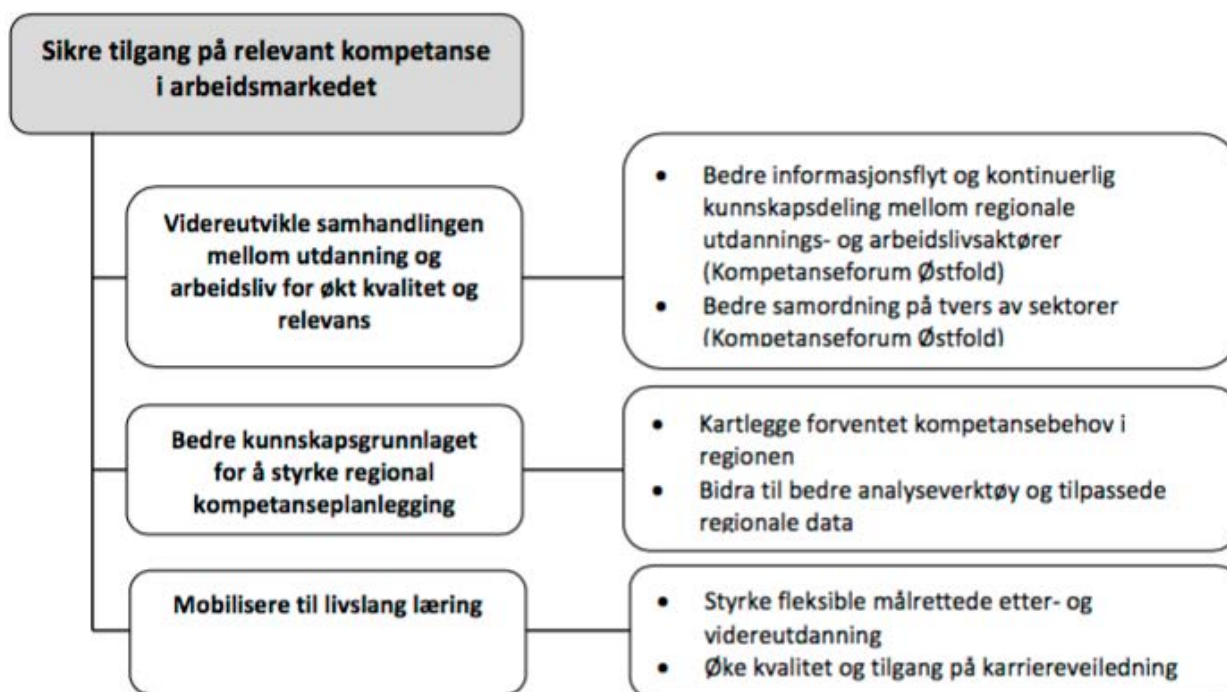 Sikre tilgang på relevant kompetanse
i arbeidsmarkedet
Videreutvikle samhandlingen
mellom utdanning og
arbeidsliv for økt kvalitet og
relevans
• Bedre informasjonsflyt og kontinuerlig
kunnskapsdeling mellom regionale
utdannings- og arbeidslivsaktører
(Kompetanseforum Østfold)
• Bedre samordning på tvers av sektorer
(Kompetanseforum Østfold)
Bedre kunnskapsgrunnlaget
for å styrke regional
kompetanseplanlegging
• Kartlegge forventet kompetansebehov i
regionen
• Bidra til bedre analyseverktøy og tilpassede
regionale data
Mobilisere til livslang læring
• Styrke fleksible målrettede etter- og
videreutdanning
• Øke kvalitet og tilgang på karriereveiledning